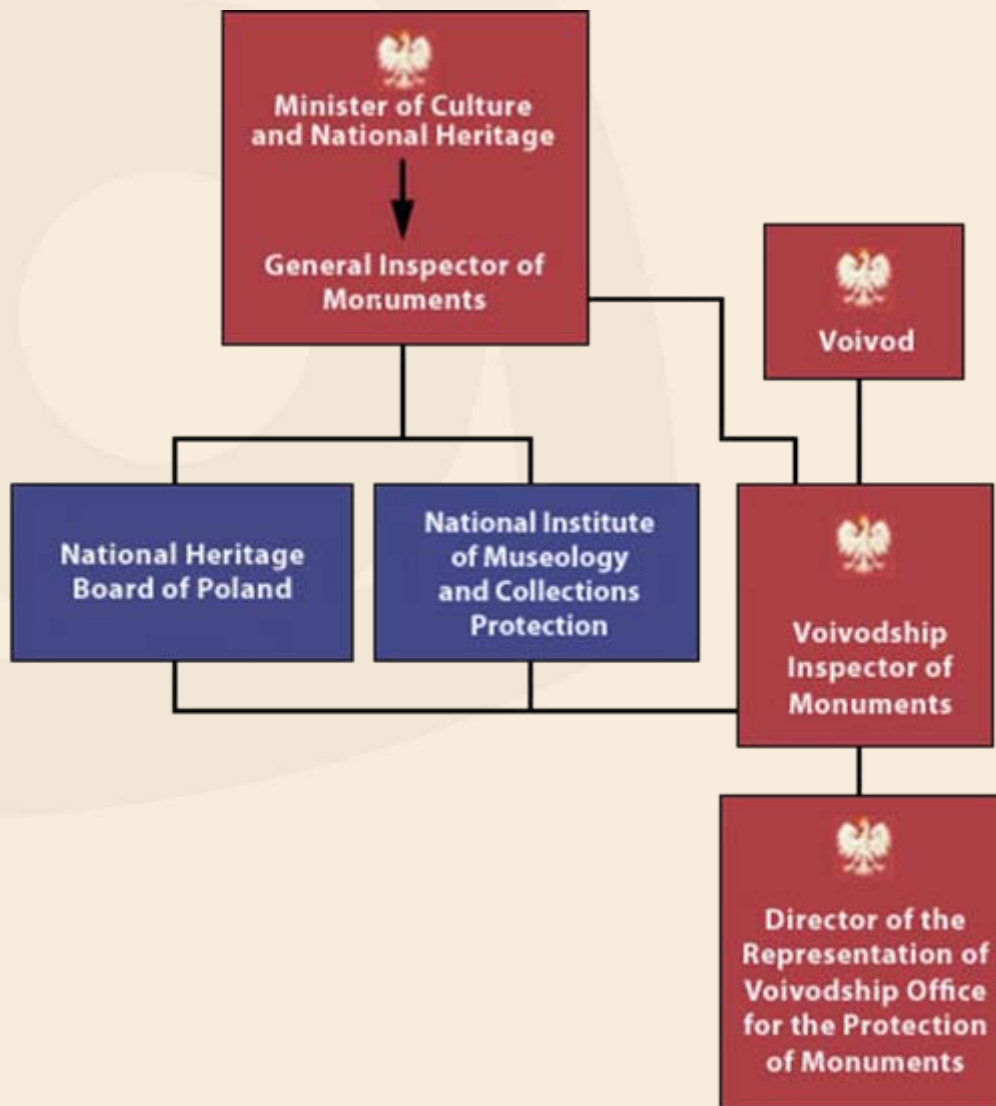 Minister of Culture
and National Heritage
General Inspector of
Monuments
Voivod
National Heritage
Board of Poland
National Institute
of Museology
and Collections
Protection
Voivodship
Inspector of
Monuments
Director of the
Representation of
Voivodship Office
for the Protection
of Monuments